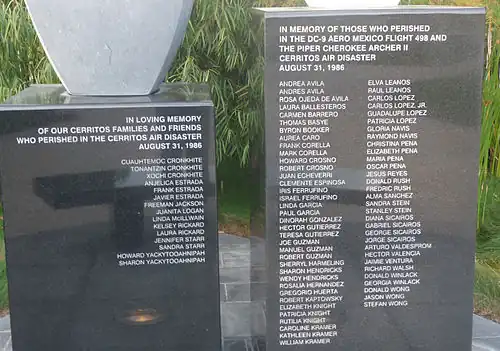 IN LOVING MEMORY
OF OUR CERRITOS FAMILIES AND FRIENDS
WHO PERISHED IN THE CERRITOS AIR DISASTER
AUGUST 31, 1986
CUAUHTEMOC CRONKHITE
TONANTZIN CRONKHITE
XOCHI CRONKHITE
ANJELICA ESTRADA
FRANK ESTRADA
JAVIER ESTRADA
FREEMAN JACKSON
JUANITA LOGAN
LINDA McILLWAIN
KELSEY RICKARD
LAURA RICKARD
JENNIFER STARR
SANDRA STARR
HOWARD YACKYTOOAHNIPAH
SHARON YACKYTOOAHNIPAH
IN MEMORY OF THOSE WHO PERISHED
IN THE DC-9 AERO MEXICO FLIGHT 498 AND
THE PIPER CHEROKEE ARCHER II
CERRITOS AIR DISASTER
AUGUST 31, 1986
ANDREA AVILA
ANDRES AVILA
ROSA OJEDA DE AVILA
LAURA BALLESTEROS
CARMEN BARRERO
THOMAS BASYE
BYRON BOOKER
AUREA CARO
FRANK CORELLA
MARK CORELLA
HOWARD CROSNO
ROBERT CROSNO
JUAN ECHEVERRI
CLEMENTE ESPINOSA
IRIS FERRUFINO
ISRAEL FERRUFINO
LINDA GARCIA
PAUL GARCIA
DINORAH GONZALEZ
HECTOR GUTIERREZ
TERESA GUTIERREZ
JOE GUZMAN
MANUEL GUZMAN
ROBERT GUZMAN
SHERRYL HARMELING
SHARON HENDRICKS
WENDY HENDRICKS
ROSALIA HERNANDEZ
GREGORIO HUERTA
ROBERT KAPTOWSKY
ELIZABETH KNIGHT
PATRICIA KNIGHT
RUTILIA KNIGHT
CAROLINE KRAMER
KATHLEEN KRAMER
WILLIAM KRAMER
ELVA LEANOS
RAUL LEANOS
CARLOS LOPEZ
CARLOS LOPEZ, JR.
GUADALUPE LOPEZ
PATRICIA LOPEZ
GLORIA NAVIS
RAYMOND NAVIS
CHRISTINA PENA
ELIZABETH PENA
MARIA PENA
OSCAR PENA
JESUS REYES
DONALD RUSH
FREDRIC RUSH
ALMA SANCHEZ
SANDRA STEIN
STANLEY STEIN
DIANA SICAIROS
GABRIEL SICAIROS
GEORGE SICAIROS
JORGE SICAIROS
ARTURO VALDESPROM
HECTOR VALENCIA
JAIME VENTURA
RICHARD WALSH
DONALD WINLACK
GEORGIA WINLACK
DONALD WONG
JASON WONG
STEFAN WONG